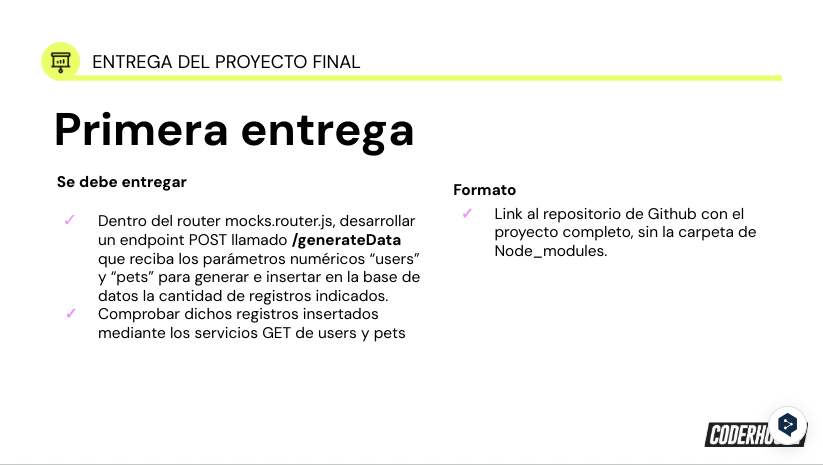 ENTREGA DEL PROYECTO FINAL
Primera entrega
Se debe entregar
✓ Dentro del router mocks.router.js, desarrollar
un endpoint POST llamado /generateData
que reciba los parámetros numéricos “users”
y “pets” para generar e insertar en la base de
datos la cantidad de registros indicados.
✓ Comprobar dichos registros insertados
mediante los servicios GET de users y pets
Formato
✓ Link al repositorio de Github con el
proyecto completo, sin la carpeta de
Node_modules.